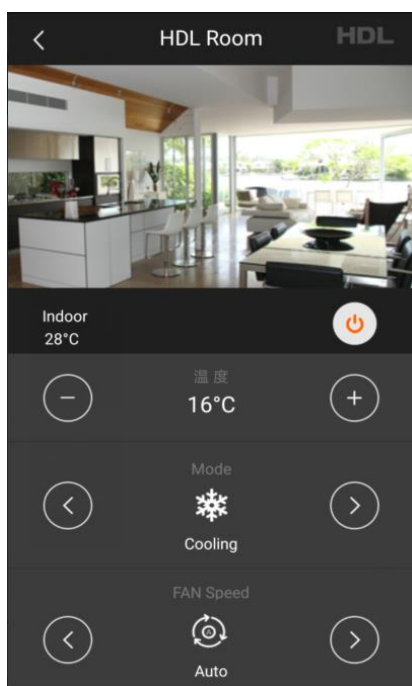 HDL Room
HDL
Indoor
28°C
温度
16°C
Mode
Cooling
FAN Speed
Auto